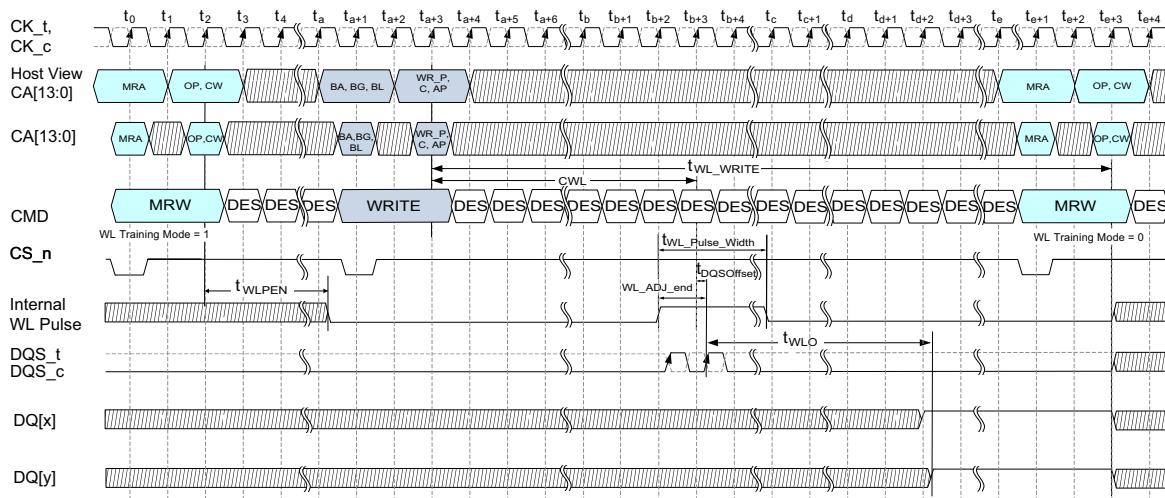 t0 t1 t2 t3 t4 ta ta+1 ta+2 ta+3 ta+4 ta+5 ta+6 tb tb+1 tb+2 tb+3 tb+4 tc tc+1 td td+1 td+2 td+3 te te+1 te+2 te+3 te+4
CK_t,
CK_c
Host View
CA[13:0]
MRA OP, CW BA, BG, BL WR_P, C, AP MRA OP, CW
CA[13:0]
MRA OP,CW BA,BG, BL WR_P, C, AP MRA OP,CW
tWL_WRITE
CWL
CMD
MRW DES DES DES WRITE DES DES DES DES DES DES DES DES DES DES DES DES DES DES DES MRW DES
WL Training Mode = 1 WL Training Mode = 0
CS_n
tWL_Pulse_Width
tDQSOffset
tWLPEN
WL_ADJ_end
Internal
WL Pulse
tWLO
DQS_t
DQS_c
DQ[x]
DQ[y]